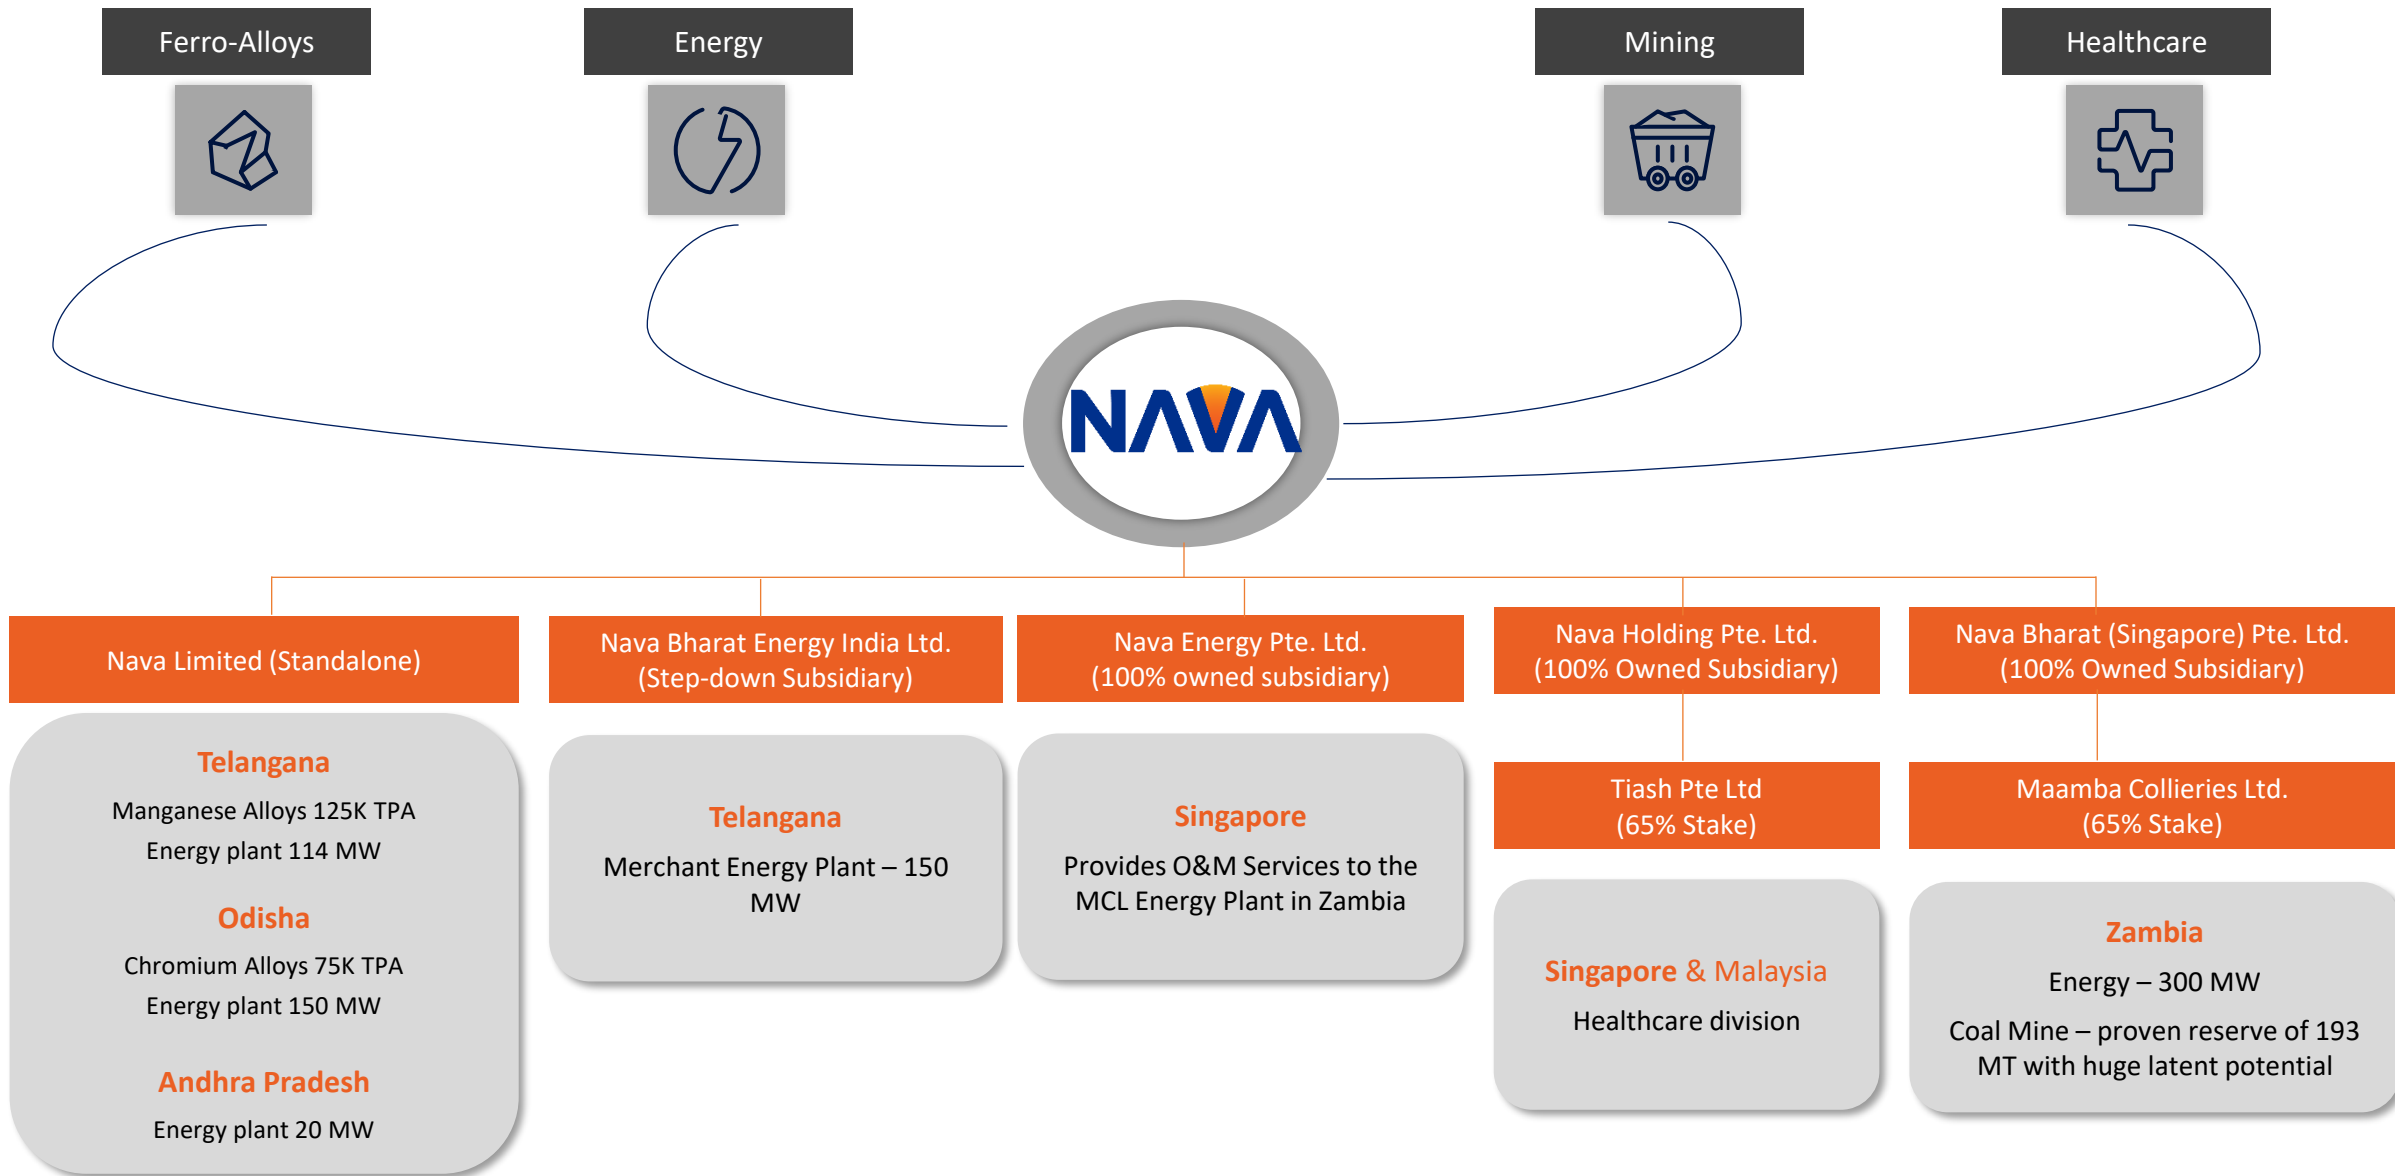 Ferro-Alloys
Energy
Mining
Healthcare
NAVA
Nava Limited (Standalone)
Telangana
Manganese Alloys 125K TPA
Energy plant 114 MW
Odisha
Chromium Alloys 75K TPA
Energy plant 150 MW
Andhra Pradesh
Energy plant 20 MW
Nava Bharat Energy India Ltd.
(Step-down Subsidiary)
Telangana
Merchant Energy Plant – 150
MW
Nava Energy Pte. Ltd.
(100% owned subsidiary)
Singapore
Provides O&M Services to the
MCL Energy Plant in Zambia
Nava Holding Pte. Ltd.
(100% Owned Subsidiary)
Tiash Pte Ltd
(65% Stake)
Singapore & Malaysia
Healthcare division
Nava Bharat (Singapore) Pte. Ltd.
(100% Owned Subsidiary)
Maamba Collieries Ltd.
(65% Stake)
Zambia
Energy – 300 MW
Coal Mine – proven reserve of 193
MT with huge latent potential